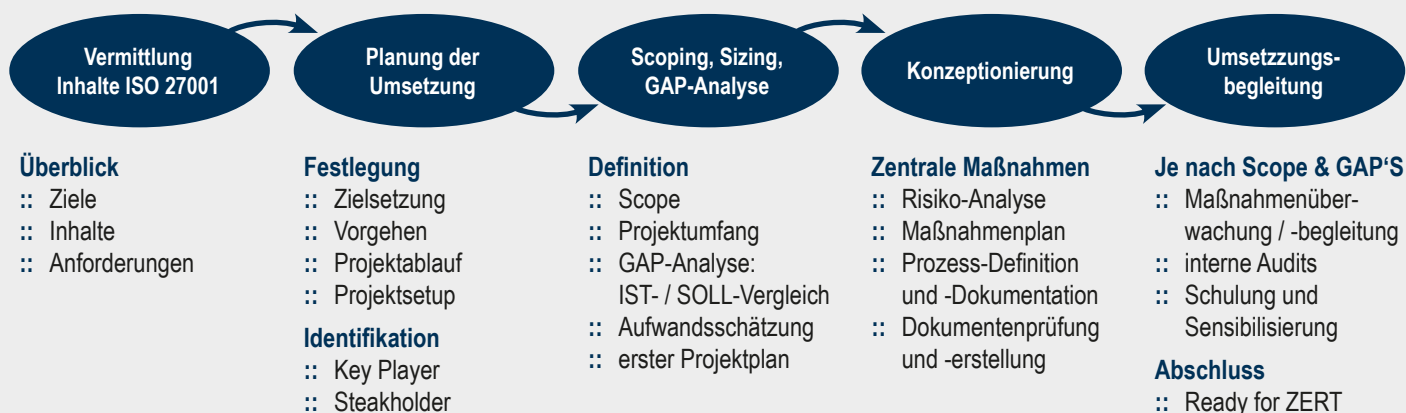 Vermittlung
Inhalte ISO 27001
Planung der
Umsetzung
Scoping, Sizing,
GAP-Analyse
Konzeptionierung
Umsetzzungs-
begleitung
Überblick
:: Ziele
:: Inhalte
:: Anforderungen
Festlegung
:: Zielsetzung
:: Vorgehen
:: Projektablauf
:: Projektsetup
Identifikation
:: Key Player
:: Steakholder
Definition
:: Scope
:: Projektumfang
:: GAP-Analyse:
IST- / SOLL-Vergleich
:: Aufwandsschätzung
:: erster Projektplan
Zentrale Maßnahmen
:: Risiko-Analyse
:: Maßnahmenplan
:: Prozess-Definition
und -Dokumentation
:: Dokumentenprüfung
und -erstellung
Je nach Scope & GAP‘S
:: Maßnahmenüber-
wachung / -begleitung
:: interne Audits
:: Schulung und
Sensibilisierung
Abschluss
:: Ready for ZERT